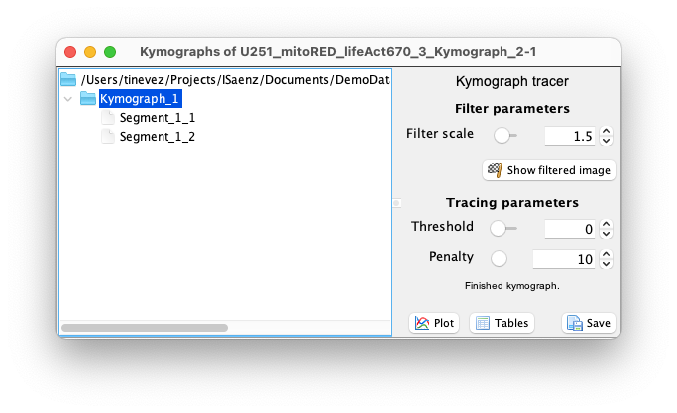 Kymographs of U251_mitoRED_lifeAct670_3_Kymograph_2-1
/Users/tinevez/Projects/ISaenz/Documents/DemoDat
Kymograph_1
Segment_1_1
Segment_1_2
Kymograph tracer
Filter parameters
Filter scale 1.5
Show filtered image
Tracing parameters
Threshold 0
Penalty 10
Finished kymograph.
Plot Tables Save